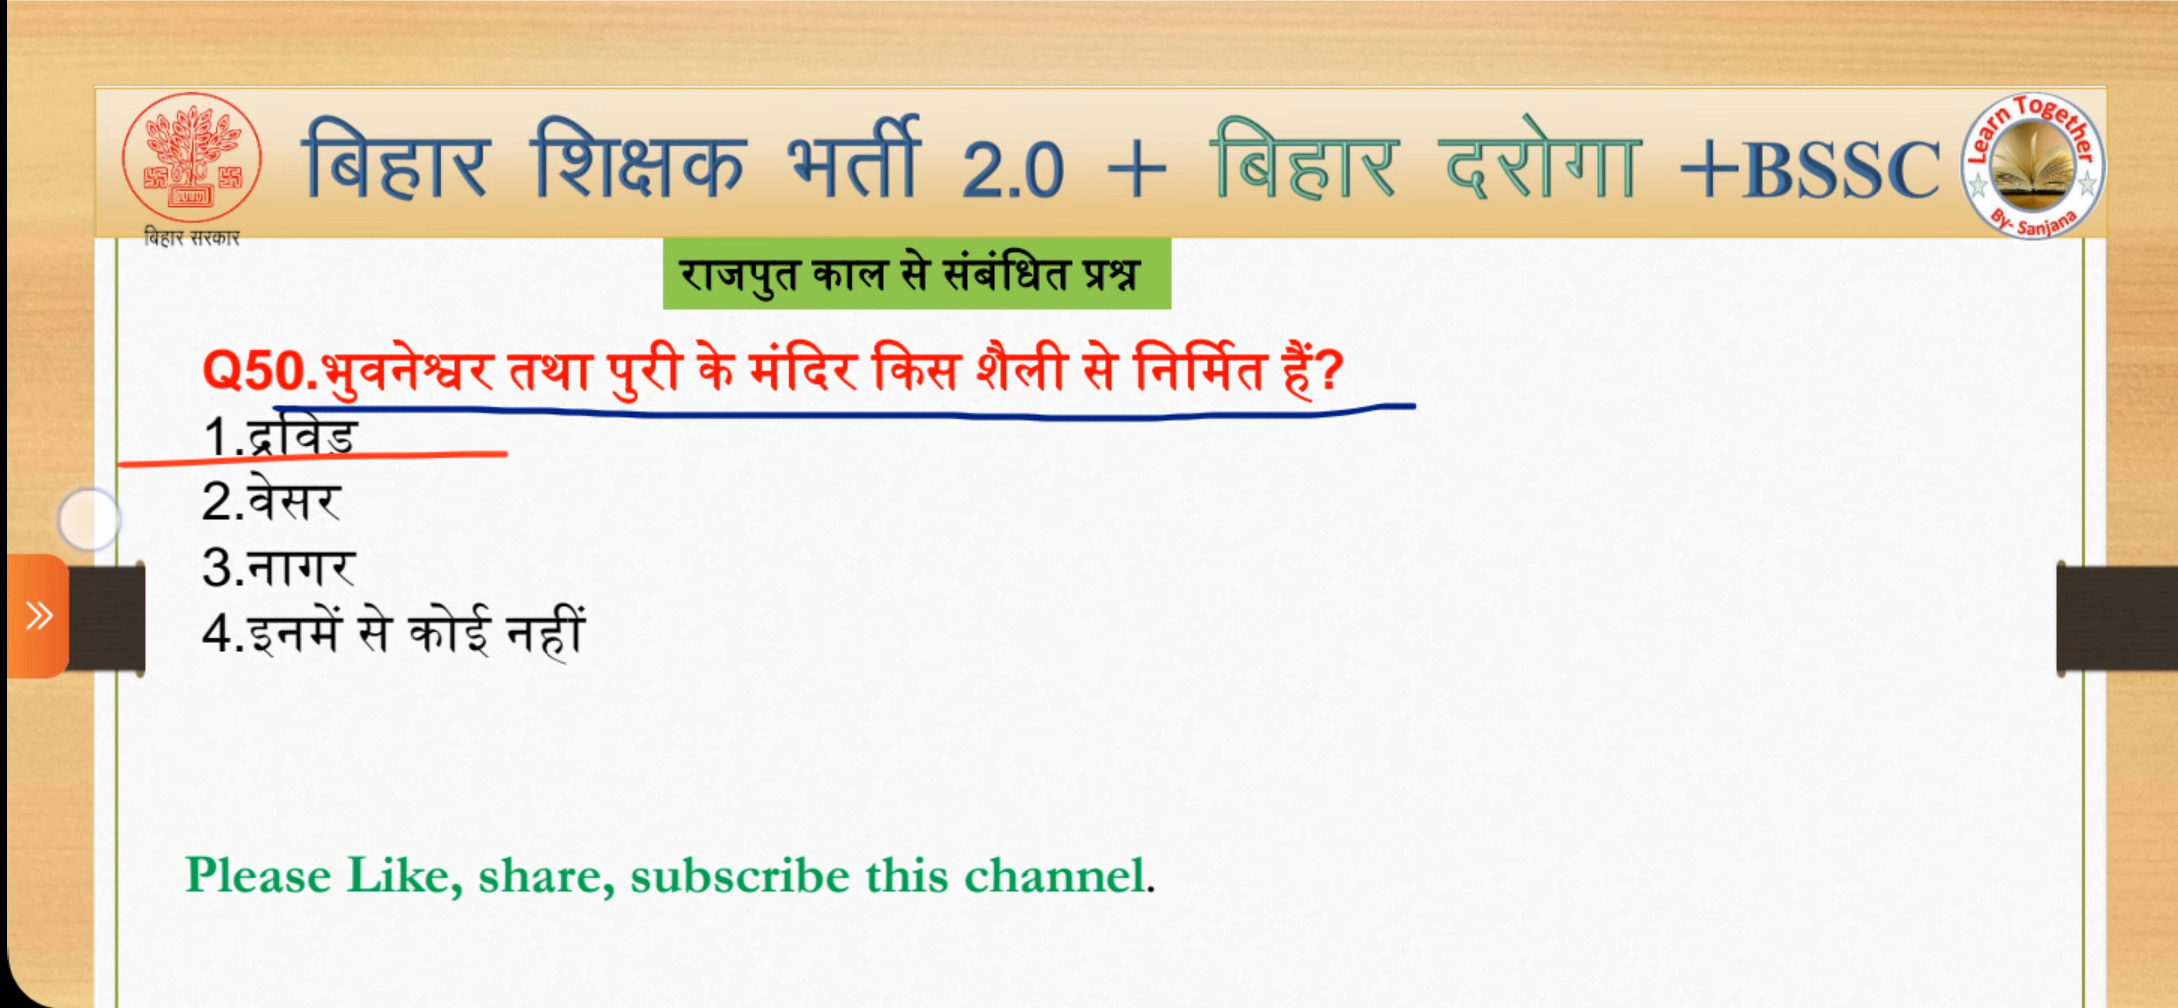 बिहार शिक्षक भर्ती 2.0 + बिहार दरोगा +BSSC
Learn Together
By- Sanjana
बिहार सरकार
राजपुत काल से संबंधित प्रश्न
Q50.भुवनेश्वर तथा पुरी के मंदिर किस शैली से निर्मित हैं?
1.द्रविड
2.वेसर
3.नागर
4.इनमें से कोई नहीं
Please Like, share, subscribe this channel.